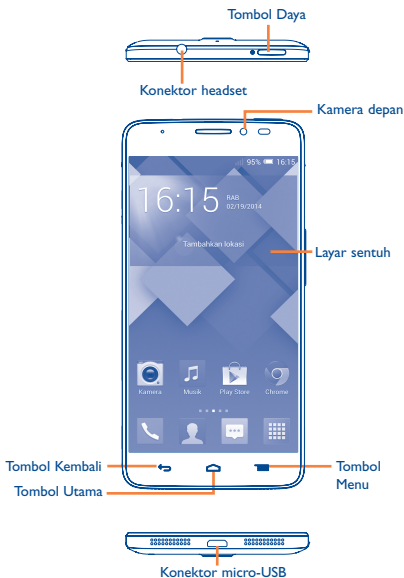 Tombol Daya
Konektor headset
Kamera depan
95% 16:15
16:15
RAB
02/19/2014
Tambahkan lokasi
Layar sentuh
Kamera Musik Play Store Chrome
Tombol Kembali
Tombol Utama
Tombol
Menu
Konektor micro-USB